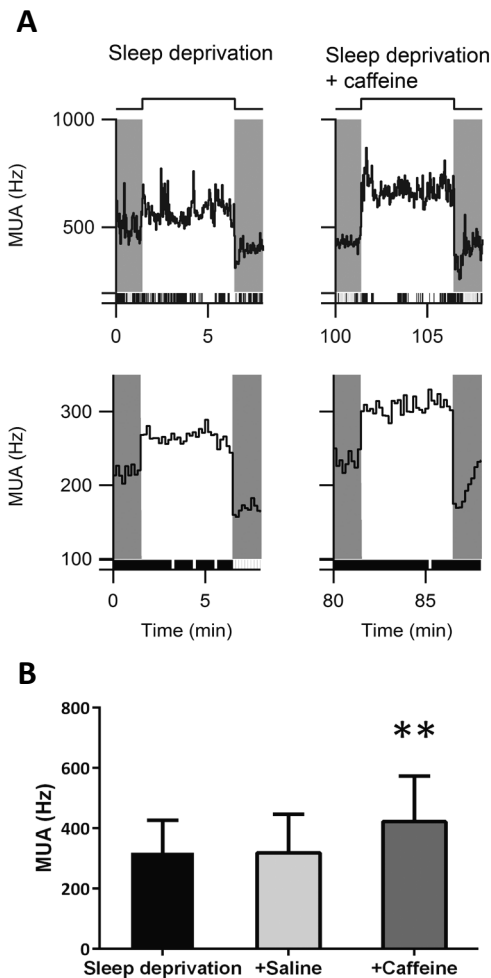 A
Sleep deprivation
Sleep deprivation
+ caffeine
1000
MUA (Hz)
500
0
5
100
105
MUA (Hz)
300
200
100
0
5
80
85
Time (min)
Time (min)
B
MUA (Hz)
800
600
400
200
0
**
Sleep deprivation
+Saline
+Caffeine